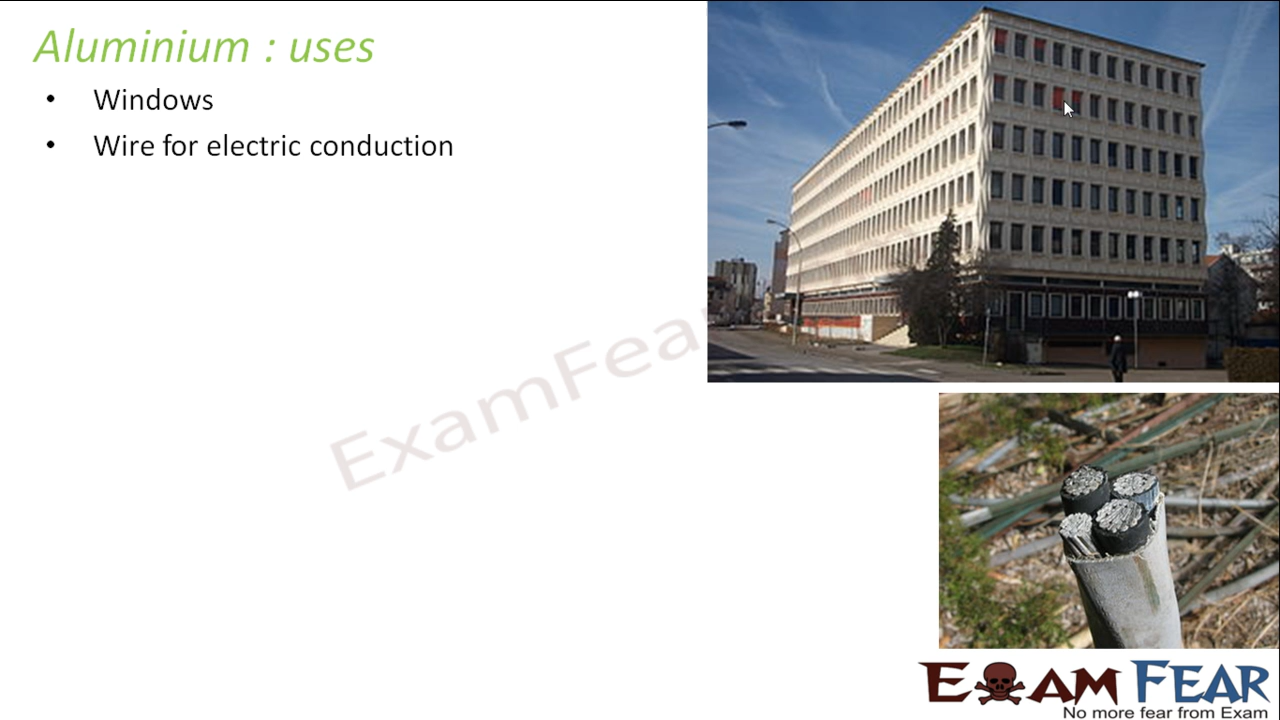 Aluminium : uses
• Windows
• Wire for electric conduction
ExamFear
EXAM FEAR
No more fear from Exam